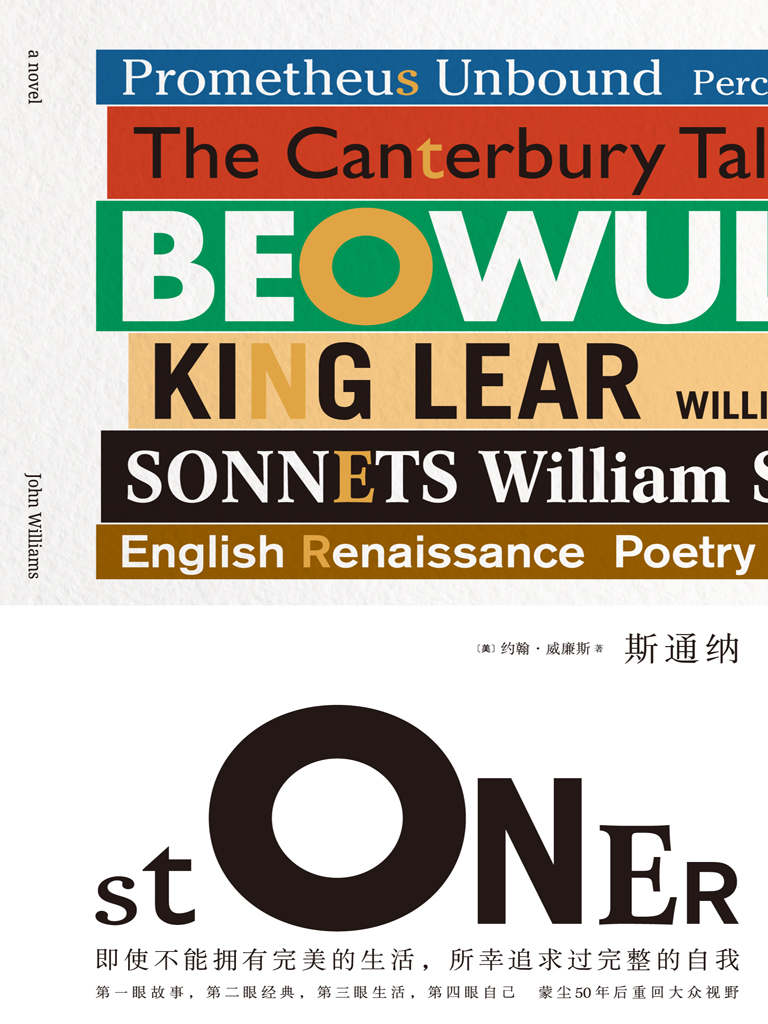 a novel
John Williams
Prometheus Unbound Perc
The Canterbury Tal
BEOWUL
KING LEAR WILLI
SONNETS William S
English Renaissance Poetry
〔美〕约翰·威廉斯 著 斯通纳
stONER
即使不能拥有完美的生活，所幸追求过完整的自我
第一眼故事，第二眼经典，第三眼生活，第四眼自己 蒙尘50年后重回大众视野